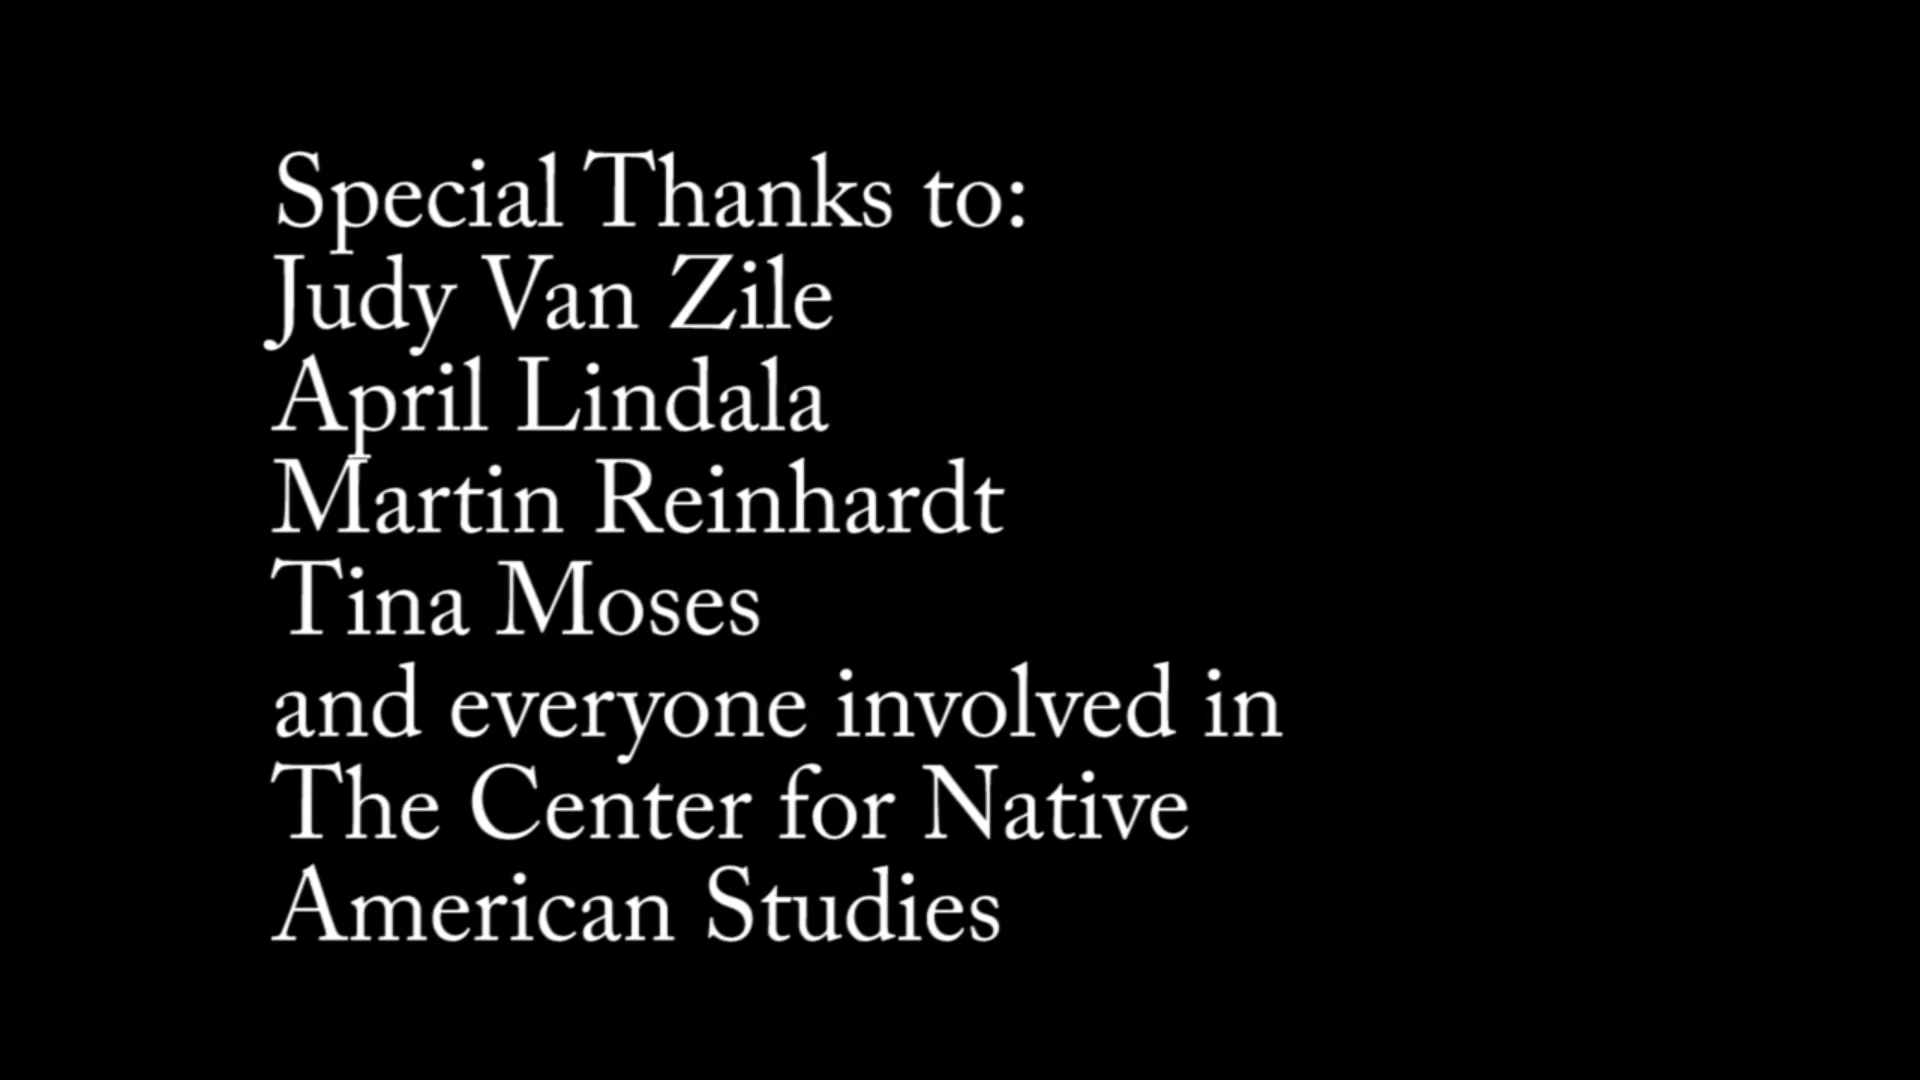 Special Thanks to:
Judy Van Zile
April Lindala
Martin Reinhardt
Tina Moses
and everyone involved in
The Center for Native
American Studies